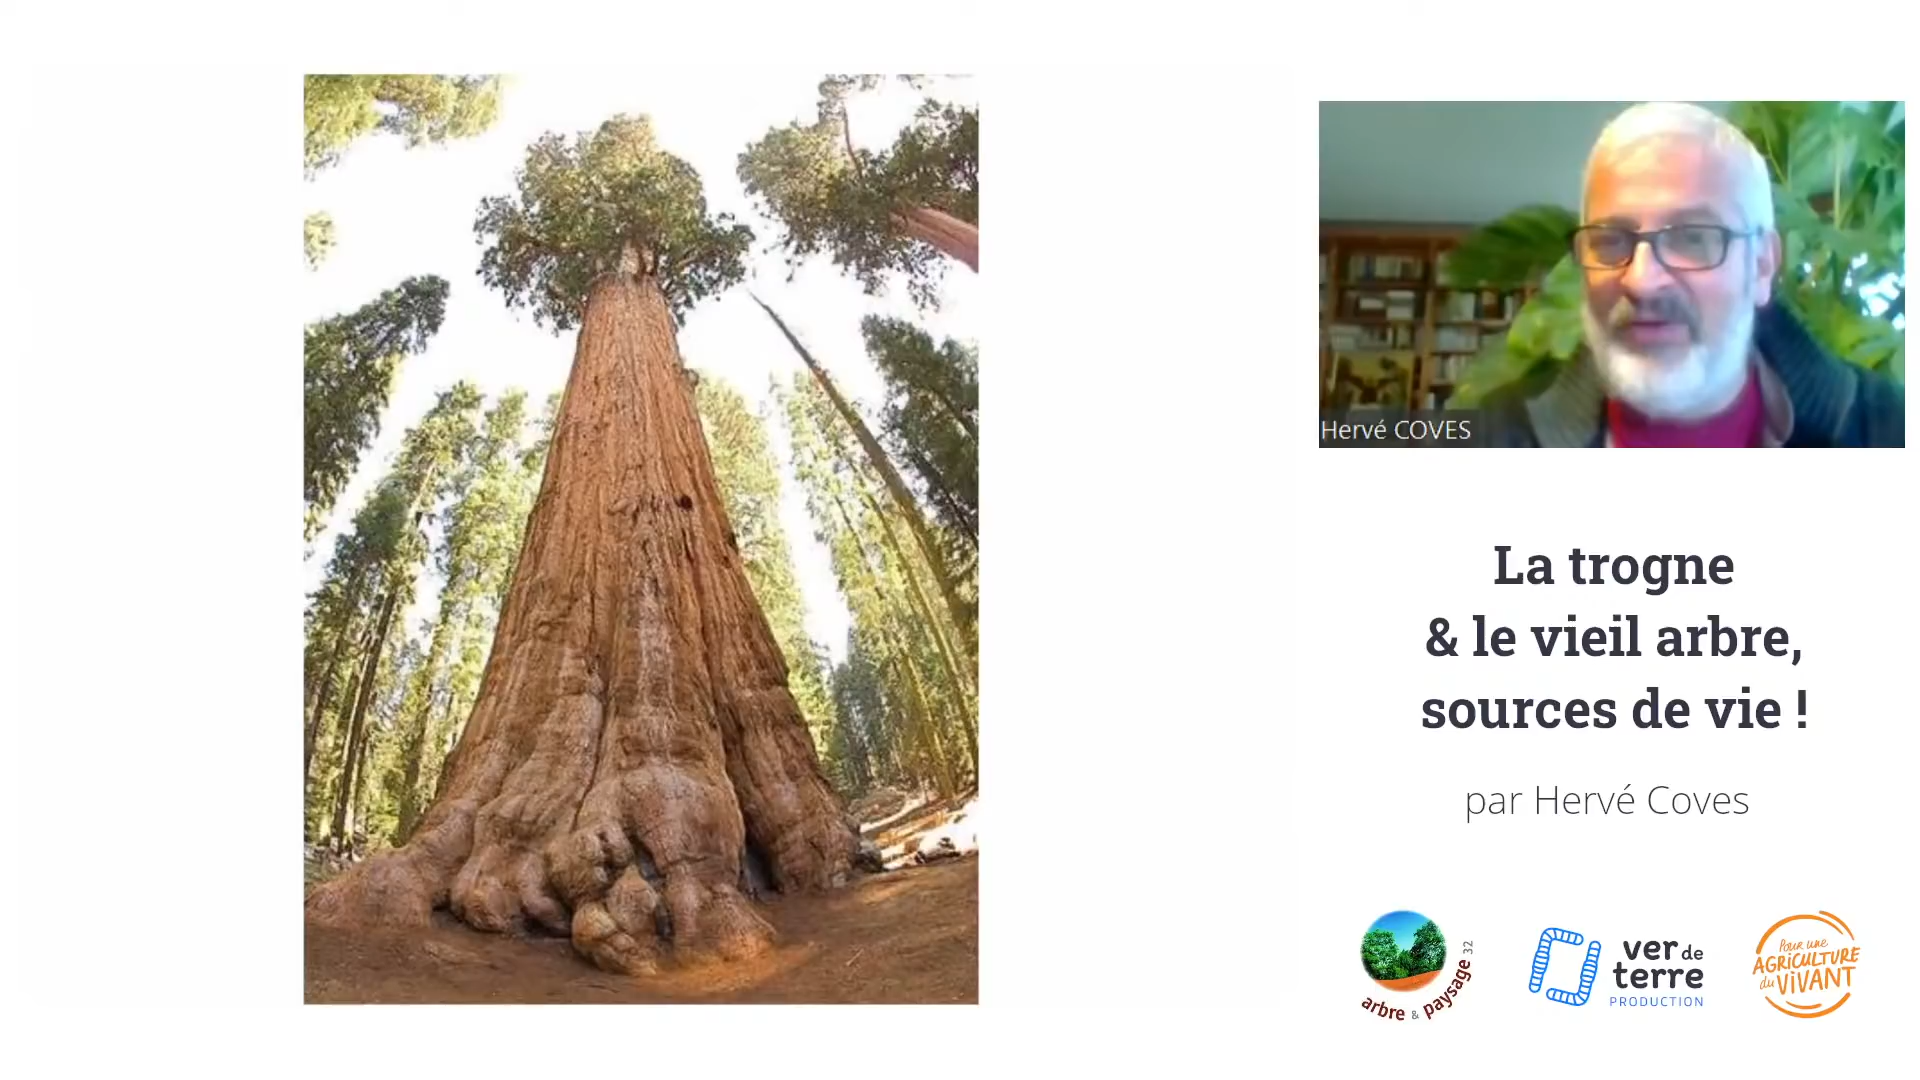 Hervé COVES
La trogne
& le vieil arbre,
sources de vie !
par Hervé Coves
arbre & paysage 32
ver de
terre
PRODUCTION
Pour une
AGRICULTURE
du VIVANT